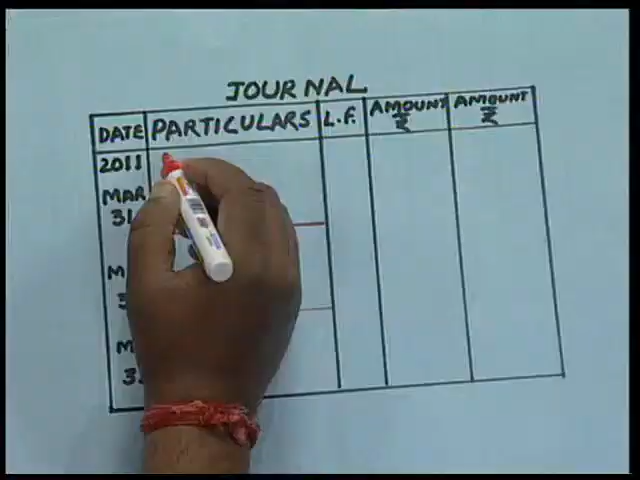 JOURNAL
DATE PARTICULARS L.F. AMOUNT ₹ AMOUNT ₹
2011
MAR
31